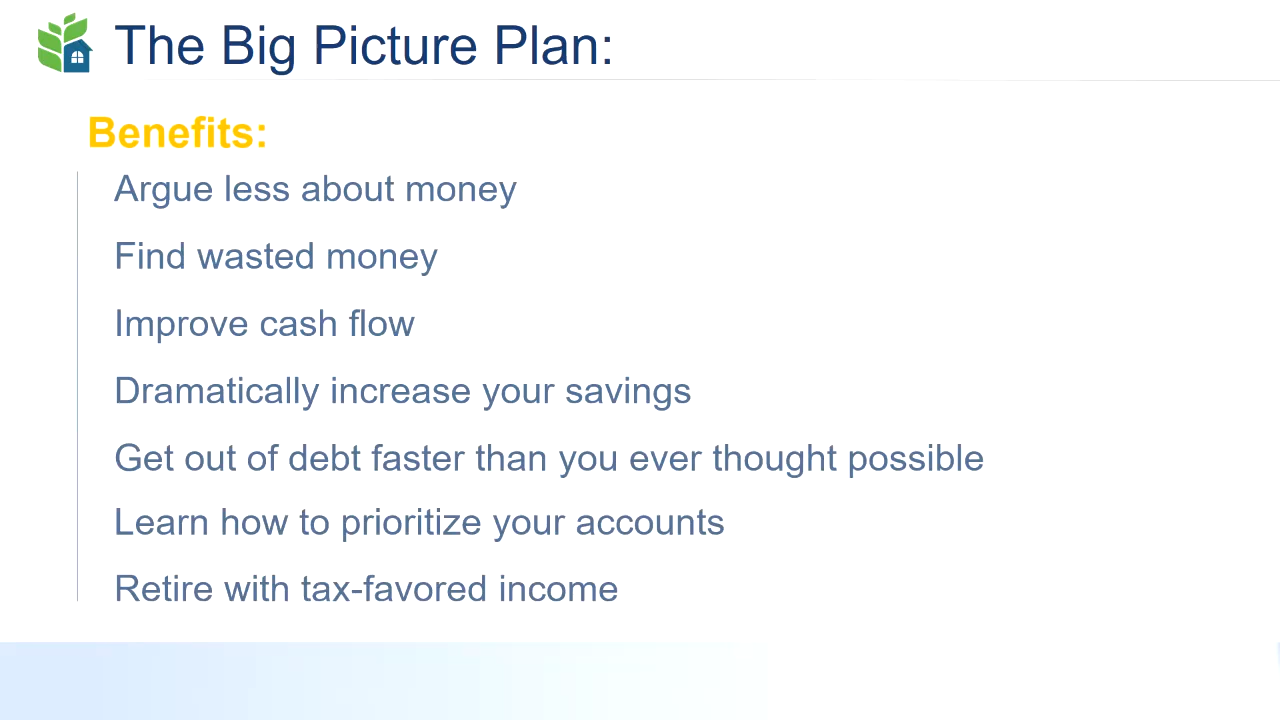 The Big Picture Plan:
Benefits:
Argue less about money
Find wasted money
Improve cash flow
Dramatically increase your savings
Get out of debt faster than you ever thought possible
Learn how to prioritize your accounts
Retire with tax-favored income